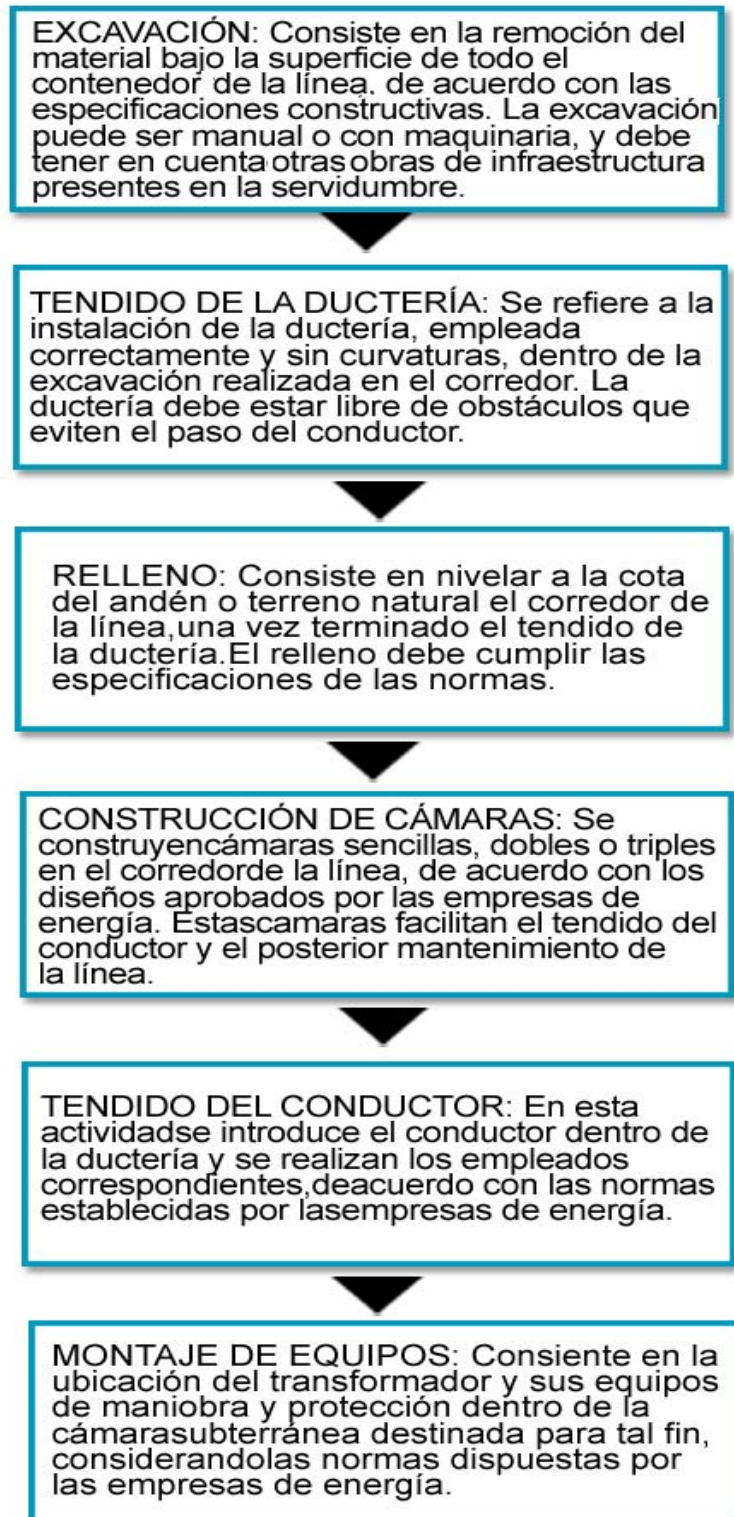 EXCAVACIÓN: Consiste en la remoción del
material bajo la superficie de todo el
contenedor de la línea, de acuerdo con las
especificaciones constructivas. La excavación
puede ser manual o con maquinaria, y debe
tener en cuenta otras obras de infraestructura
presentes en la servidumbre.
TENDIDO DE LA DUCTERÍA: Se refiere a la
instalación de la ductería, empleada
correctamente y sin curvaturas, dentro de la
excavación realizada en el corredor. La
ductería debe estar libre de obstáculos que
eviten el paso del conductor.
RELLENO: Consiste en nivelar a la cota
del andén o terreno natural el corredor de
la línea,una vez terminado el tendido de
la ductería.El relleno debe cumplir las
especificaciones de las normas.
CONSTRUCCIÓN DE CÁMARAS: Se
construyencámaras sencillas, dobles o triples
en el corredorde la línea, de acuerdo con los
diseños aprobados por las empresas de
energía. Estascamaras facilitan el tendido del
conductor y el posterior mantenimiento de
la línea.
TENDIDO DEL CONDUCTOR: En esta
actividadse introduce el conductor dentro de
la ductería y se realizan los empleados
correspondientes,deacuerdo con las normas
establecidas por lasempresas de energía.
MONTAJE DE EQUIPOS: Consiente en la
ubicación del transformador y sus equipos
de maniobra y protección dentro de la
cámarasubterránea destinada para tal fin,
considerandolas normas dispuestas por
las empresas de energía.